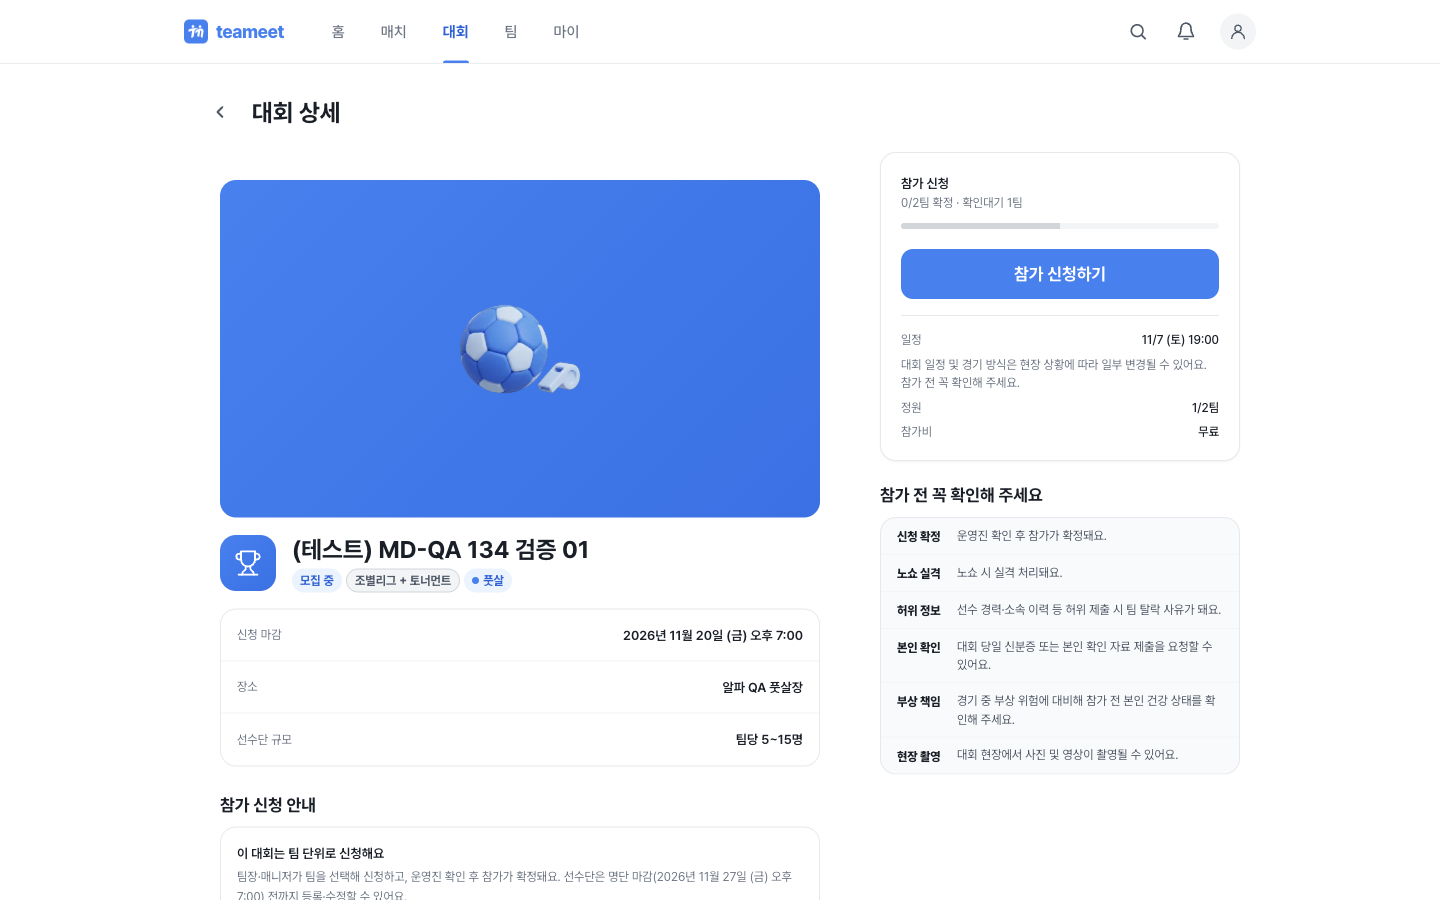 teameet
홈
매치
대회
팀
마이
대회 상세
(테스트) MD-QA 134 검증 01
모집 중
조별리그 + 토너먼트
풋살
신청 마감
2026년 11월 20일 (금) 오후 7:00
장소
알파 QA 풋살장
선수단 규모
팀당 5~15명
참가 신청 안내
이 대회는 팀 단위로 신청해요
팀장·매니저가 팀을 선택해 신청하고, 운영진 확인 후 참가가 확정돼요. 선수단은 명단 마감(2026년 11월 27일 (금) 오후
7:00) 전까지 등록·수정할 수 있어요.
참가 신청
0/2팀 확정 · 확인대기 1팀
참가 신청하기
일정
11/7 (토) 19:00
대회 일정 및 경기 방식은 현장 상황에 따라 일부 변경될 수 있어요.
참가 전 꼭 확인해 주세요.
정원
1/2팀
참가비
무료
참가 전 꼭 확인해 주세요
신청 확정
운영진 확인 후 참가가 확정돼요.
노쇼 실격
노쇼 시 실격 처리돼요.
허위 정보
선수 경력·소속 이력 등 허위 제출 시 팀 탈락 사유가 돼요.
본인 확인
대회 당일 신분증 또는 본인 확인 자료 제출을 요청할 수
있어요.
부상 책임
경기 중 부상 위험에 대비해 참가 전 본인 건강 상태를 확
인해 주세요.
현장 촬영
대회 현장에서 사진 및 영상이 촬영될 수 있어요.